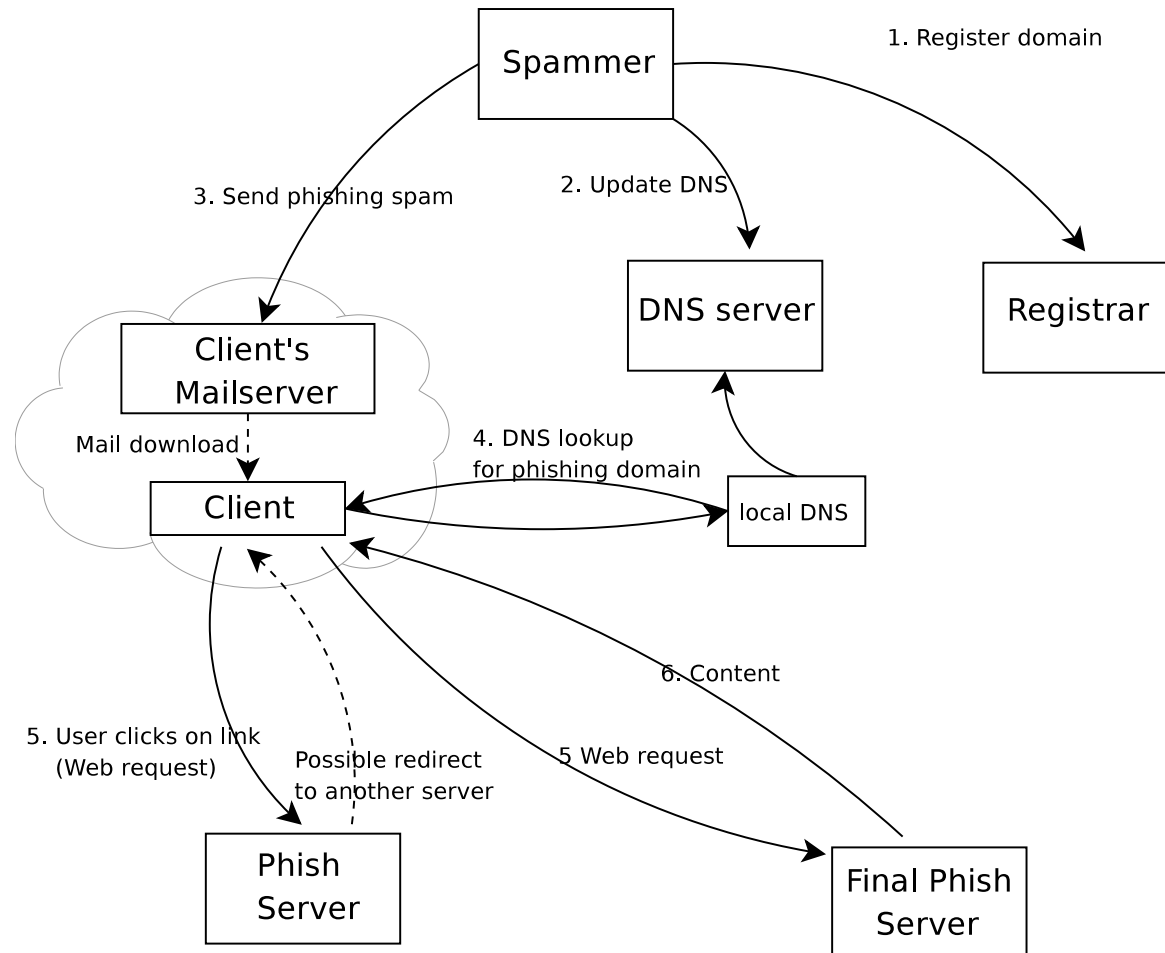 1. Register domain
Spammer
3. Send phishing spam
2. Update DNS
DNS server
Registrar
Client's
Mailserver
Mail download
4. DNS lookup
for phishing domain
Client
local DNS
6. Content
5. User clicks on link
(Web request)
Possible redirect
to another server
5 Web request
Phish
Server
Final Phish
Server